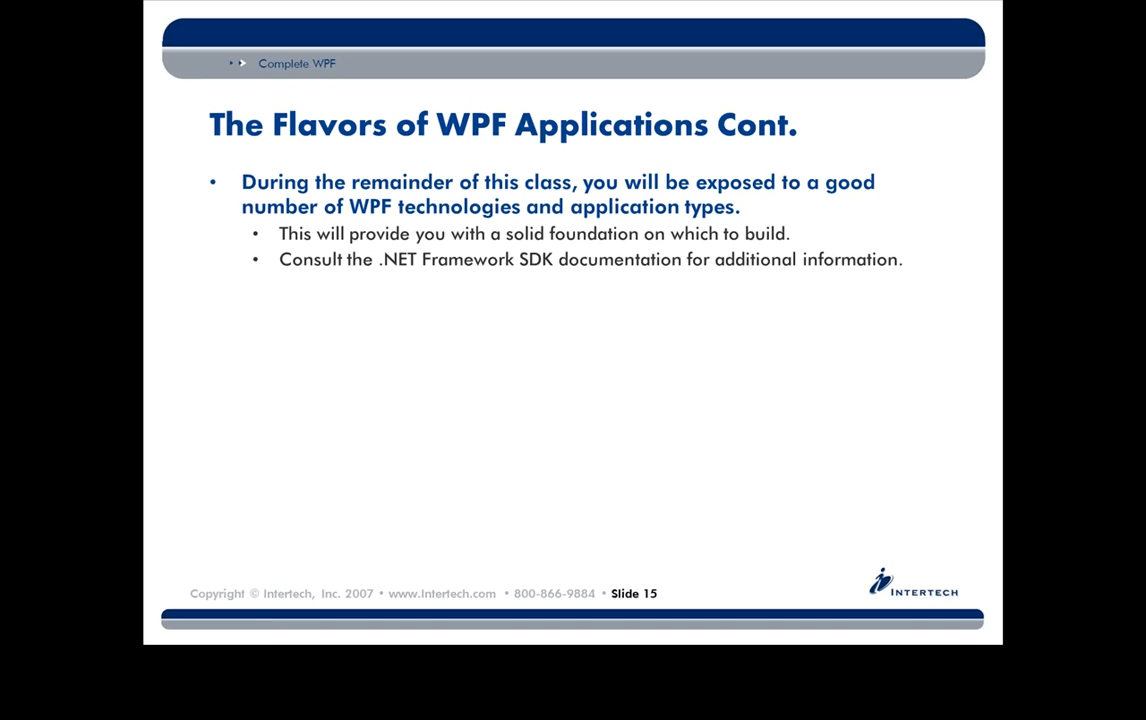 Complete WPF
The Flavors of WPF Applications Cont.
• During the remainder of this class, you will be exposed to a good
number of WPF technologies and application types.
• This will provide you with a solid foundation on which to build.
• Consult the .NET Framework SDK documentation for additional information.
Copyright © Intertech, Inc. 2007 • www.Intertech.com • 800-866-9884 • Slide 15
INTERTECH